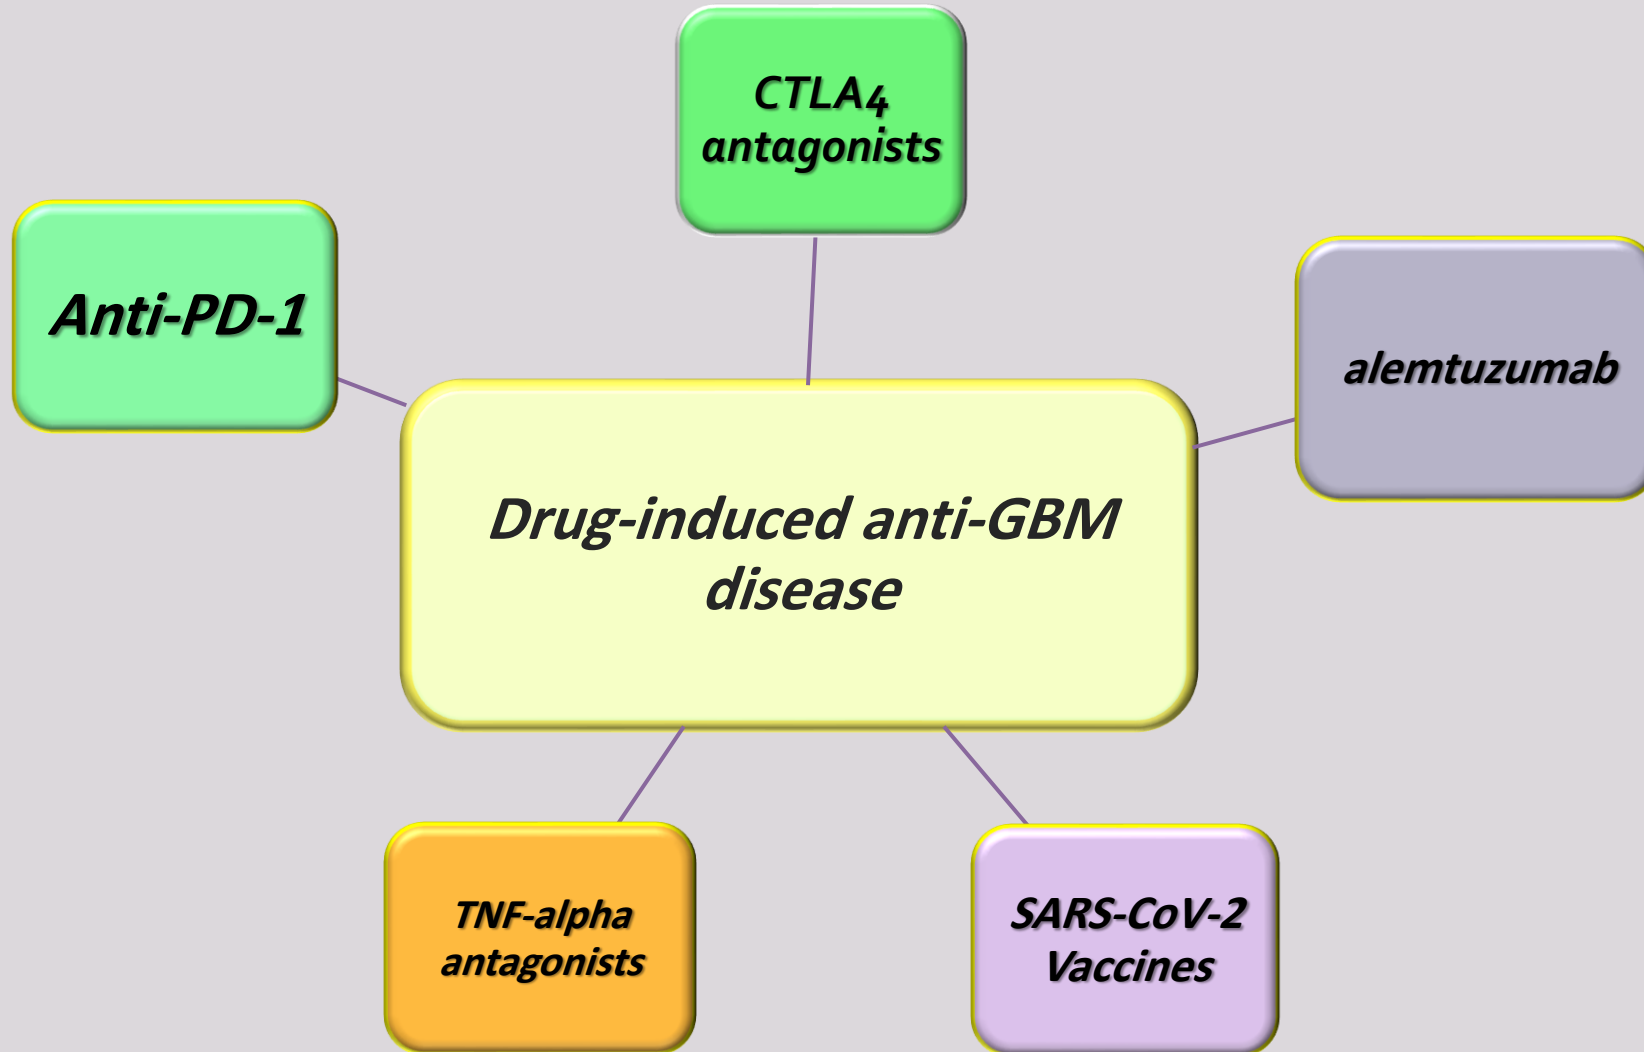 CTLA4
antagonists
Anti-PD-1
alemtuzumab
Drug-induced anti-GBM
disease
TNF-alpha
antagonists
SARS-CoV-2
Vaccines